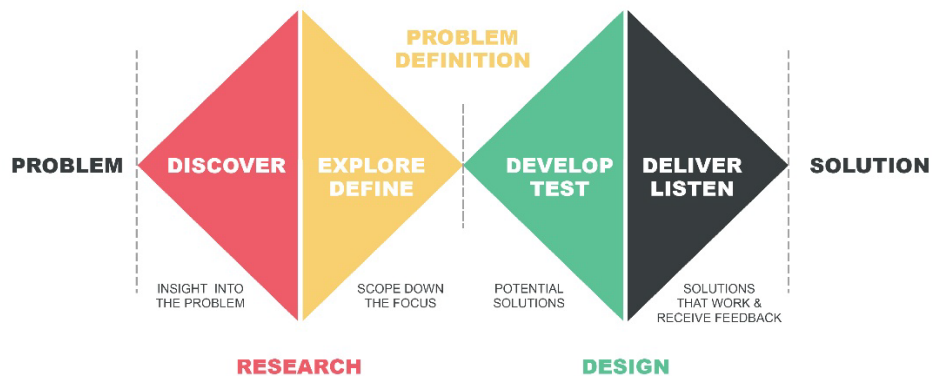 PROBLEM
DEFINITION
PROBLEM
DISCOVER
EXPLORE
DEFINE
DEVELOP
TEST
DELIVER
LISTEN
SOLUTION
INSIGHT INTO
THE PROBLEM
SCOPE DOWN
THE FOCUS
POTENTIAL
SOLUTIONS
SOLUTIONS
THAT WORK &
RECEIVE FEEDBACK
RESEARCH
DESIGN